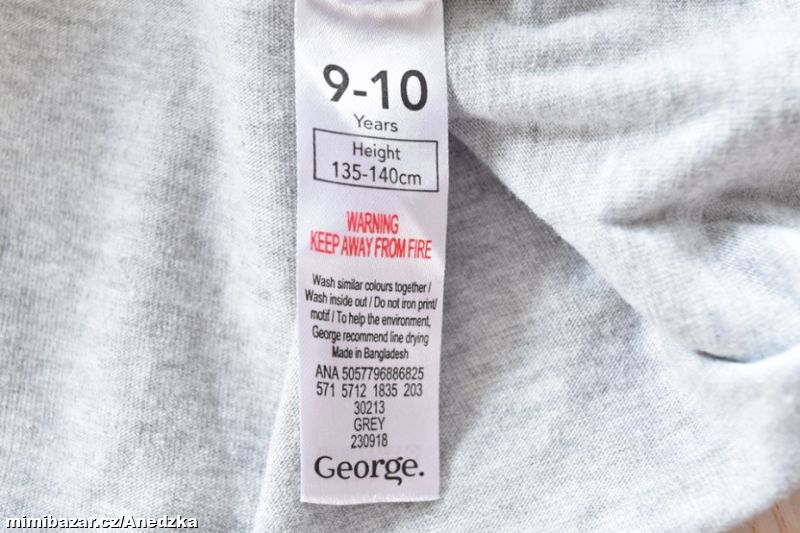 9-10
Years
Height
135-140cm
WARNING
KEEP AWAY FROM FIRE
Wash similar colours together /
Wash inside out / Do not iron print/
motif / To help the environment,
George recommend line drying
Made in Bangladesh
ANA 5057796886825
571 5712 1835 203
30213
GREY
230918
George.
mimibazar.cz/Anedzka